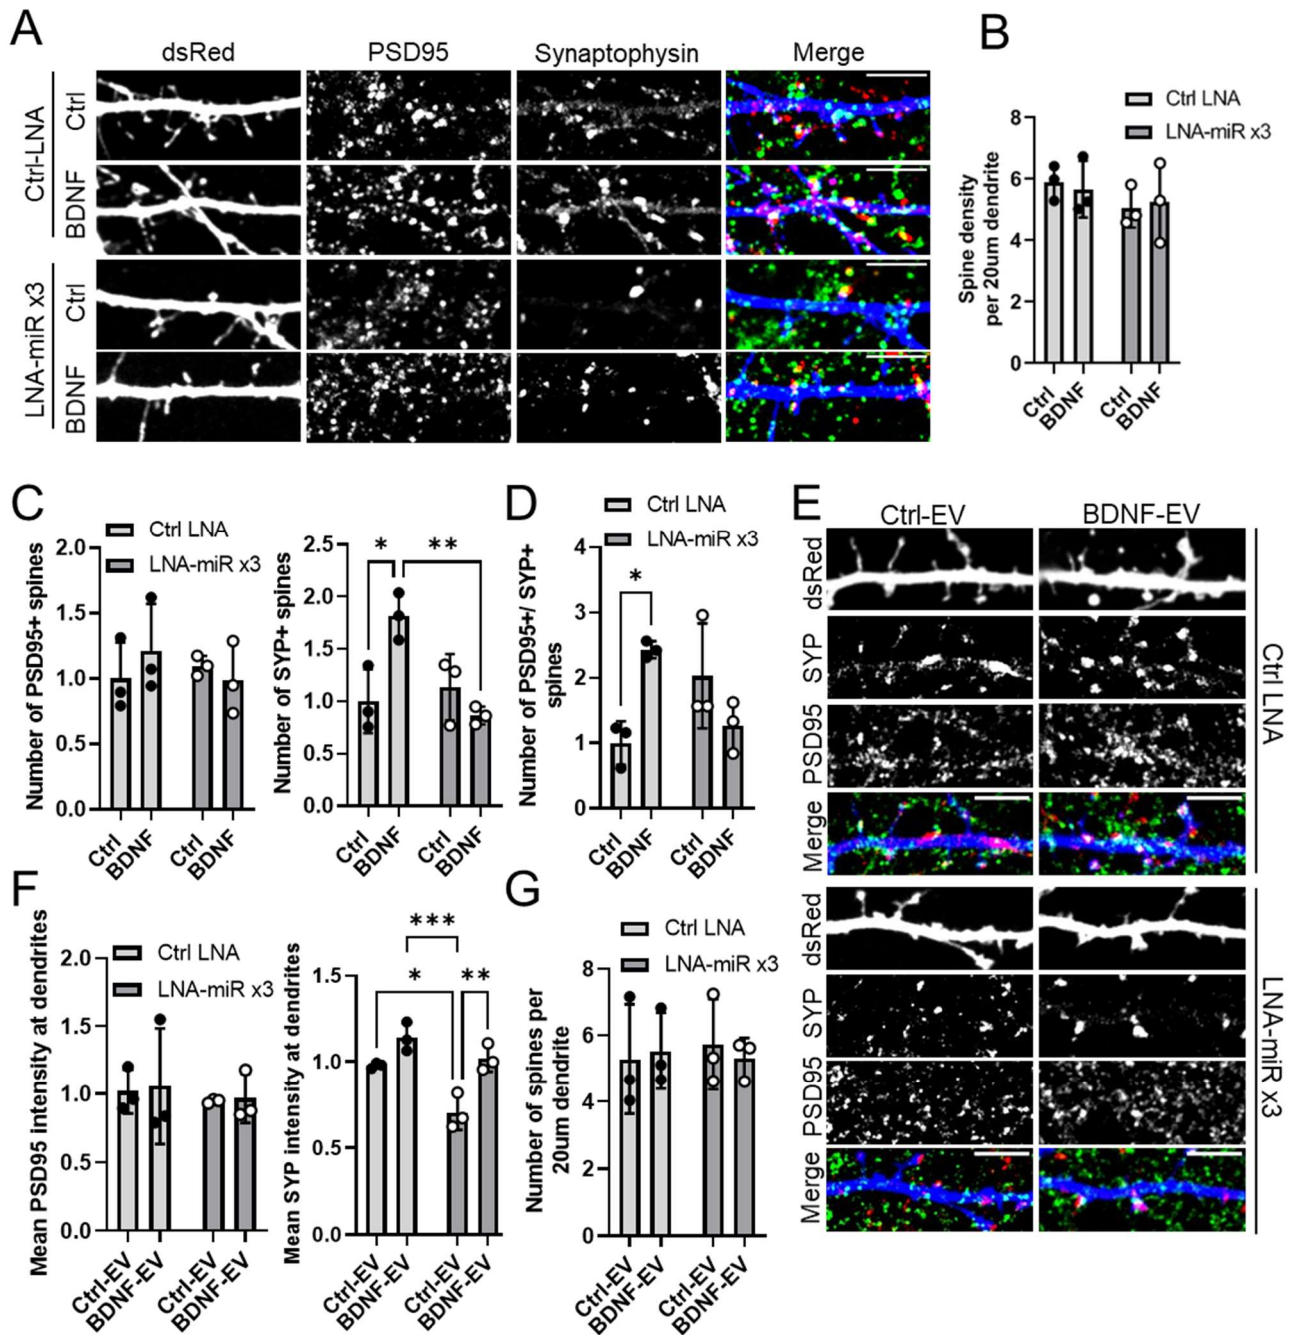 A
dsRed
PSD95
Synaptophysin
Merge
Ctrl-LNA
Ctrl
BDNF
LNA-miR x3
Ctrl
BDNF
B
Ctrl LNA
LNA-miR x3
Spine density
per 20um dendrite
8
6
4
2
0
Ctrl
BDNF
Ctrl
BDNF
C
Ctrl LNA
LNA-miR x3
Number of PSD95+ spines
2.0
1.5
1.0
0.5
0.0
Ctrl
BDNF
Ctrl
BDNF
Number of SYP+ spines
2.5
2.0
1.5
1.0
0.5
0.0
*
**
Ctrl
BDNF
Ctrl
BDNF
D
Ctrl LNA
LNA-miR x3
Number of PSD95+/ SYP+
spines
4
3
2
1
0
*
Ctrl
BDNF
Ctrl
BDNF
E
Ctrl-EV
BDNF-EV
dsRed
SYP
PSD95
Merge
Ctrl LNA
dsRed
SYP
PSD95
Merge
LNA-miR x3
F
Ctrl LNA
LNA-miR x3
Mean PSD95 intensity at dendrites
2.0
1.5
1.0
0.5
0.0
Ctrl-EV
BDNF-EV
Ctrl-EV
BDNF-EV
Mean SYP intensity at dendrites
1.5
1.0
0.5
0.0
***
*
**
Ctrl-EV
BDNF-EV
Ctrl-EV
BDNF-EV
G
Ctrl LNA
LNA-miR x3
Number of spines per
20um dendrite
8
6
4
2
0
Ctrl-EV
BDNF-EV
Ctrl-EV
BDNF-EV